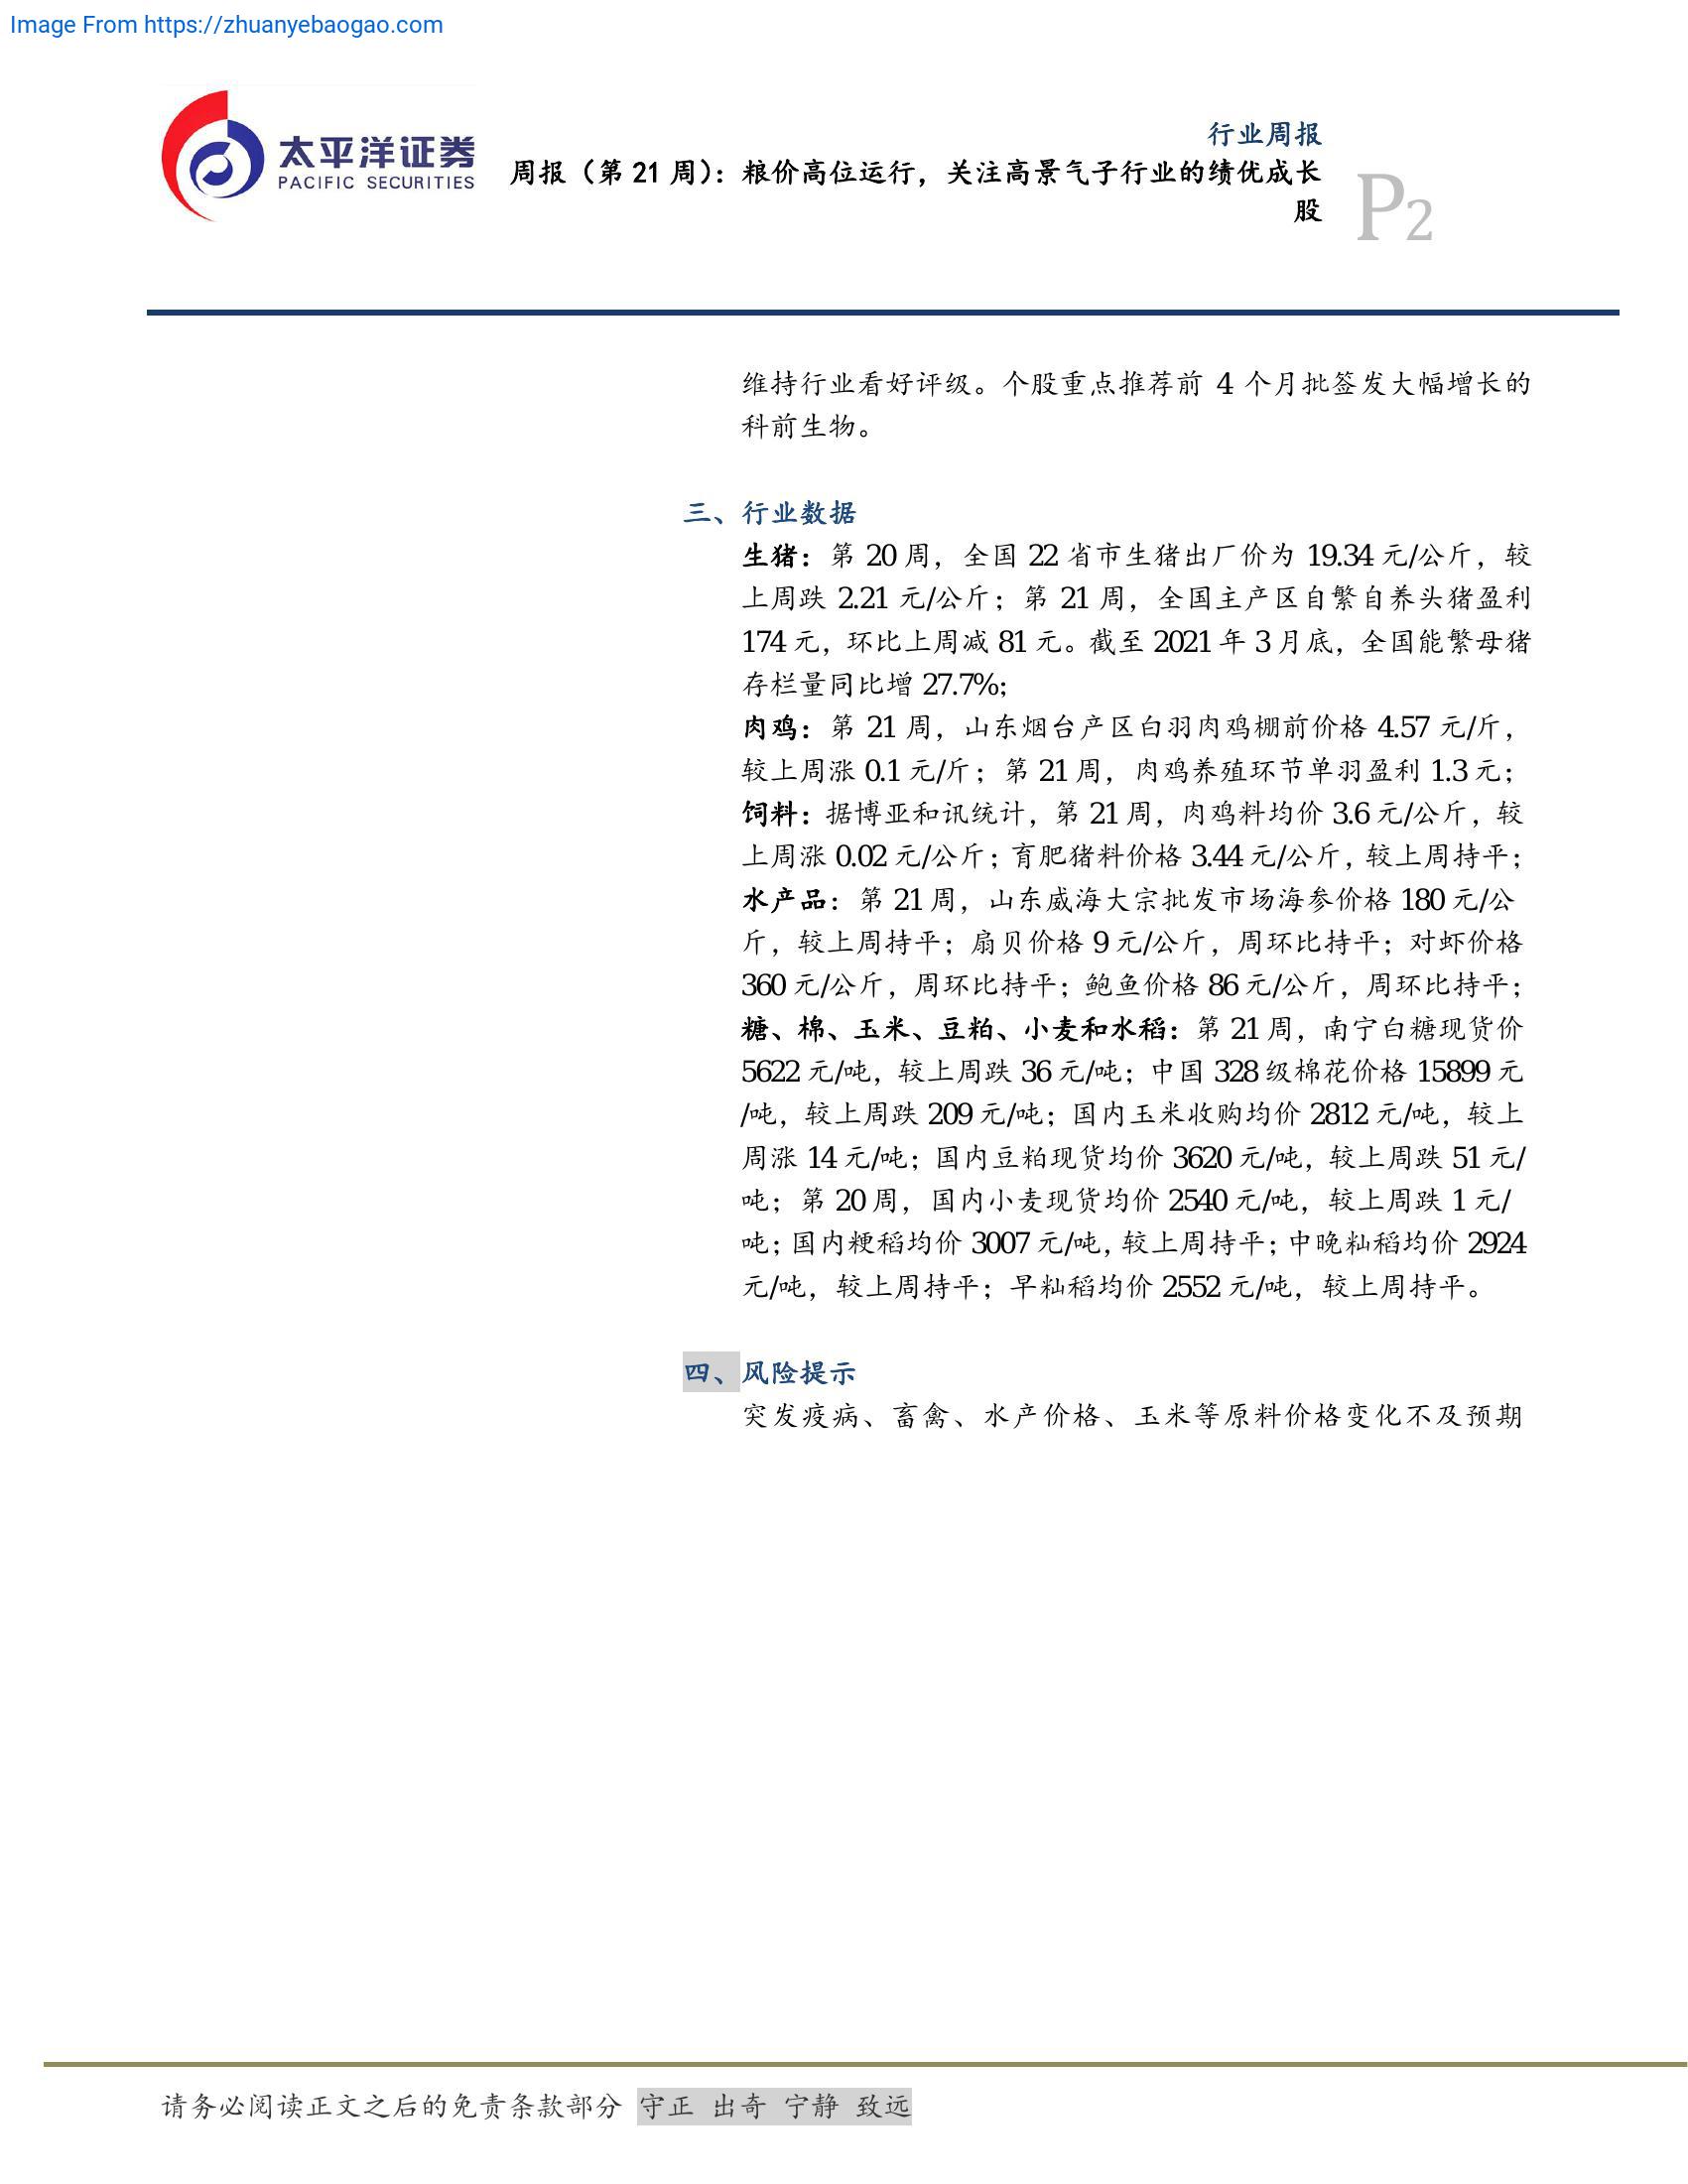 Image From https://zhuanyebaogao.com
太平洋证券
PACIFIC SECURITIES
行业周报
周报（第 21 周）：粮价高位运行，关注高景气子行业的绩优成长
股
P2
维持行业看好评级。个股重点推荐前 4 个月批签发大幅增长的
科前生物。
三、行业数据
生猪：第 20 周，全国 22 省市生猪出厂价为 19.34 元/公斤，较
上周跌 2.21 元/公斤；第 21 周，全国主产区自繁自养头猪盈利
174 元，环比上周减 81 元。截至 2021 年 3 月底，全国能繁母猪
存栏量同比增 27.7%；
肉鸡：第 21 周，山东烟台产区白羽肉鸡棚前价格 4.57 元/斤，
较上周涨 0.1 元/斤；第 21 周，肉鸡养殖环节单羽盈利 1.3 元；
饲料：据博亚和讯统计，第 21 周，肉鸡料均价 3.6 元/公斤，较
上周涨 0.02 元/公斤；育肥猪料价格 3.44 元/公斤，较上周持平；
水产品：第 21 周，山东威海大宗批发市场海参价格 180 元/公
斤，较上周持平；扇贝价格 9 元/公斤，周环比持平；对虾价格
360 元/公斤，周环比持平；鲍鱼价格 86 元/公斤，周环比持平；
糖、棉、玉米、豆粕、小麦和水稻：第 21 周，南宁白糖现货价
5622 元/吨，较上周跌 36 元/吨；中国 328 级棉花价格 15899 元
/吨，较上周跌 209 元/吨；国内玉米收购均价 2812 元/吨，较上
周涨 14 元/吨；国内豆粕现货均价 3620 元/吨，较上周跌 51 元/
吨；第 20 周，国内小麦现货均价 2540 元/吨，较上周跌 1 元/
吨；国内粳稻均价 3007 元/吨，较上周持平；中晚籼稻均价 2924
元/吨，较上周持平；早籼稻均价 2552 元/吨，较上周持平。
四、风险提示
突发疫病、畜禽、水产价格、玉米等原料价格变化不及预期
请务必阅读正文之后的免责条款部分 守正 出奇 宁静 致远